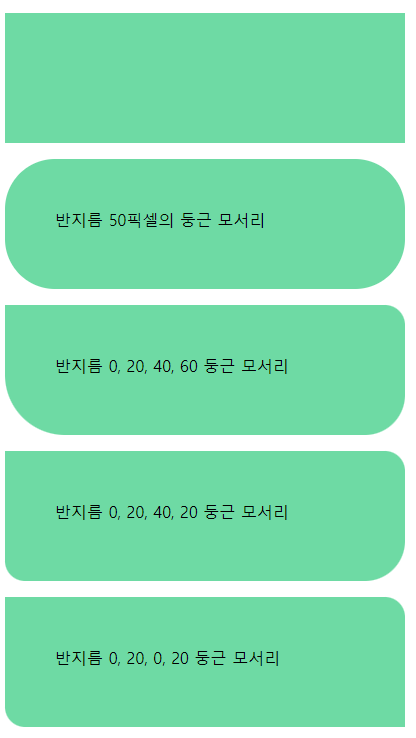 반지름 50픽셀의 둥근 모서리
반지름 0, 20, 40, 60 둥근 모서리
반지름 0, 20, 40, 20 둥근 모서리
반지름 0, 20, 0, 20 둥근 모서리